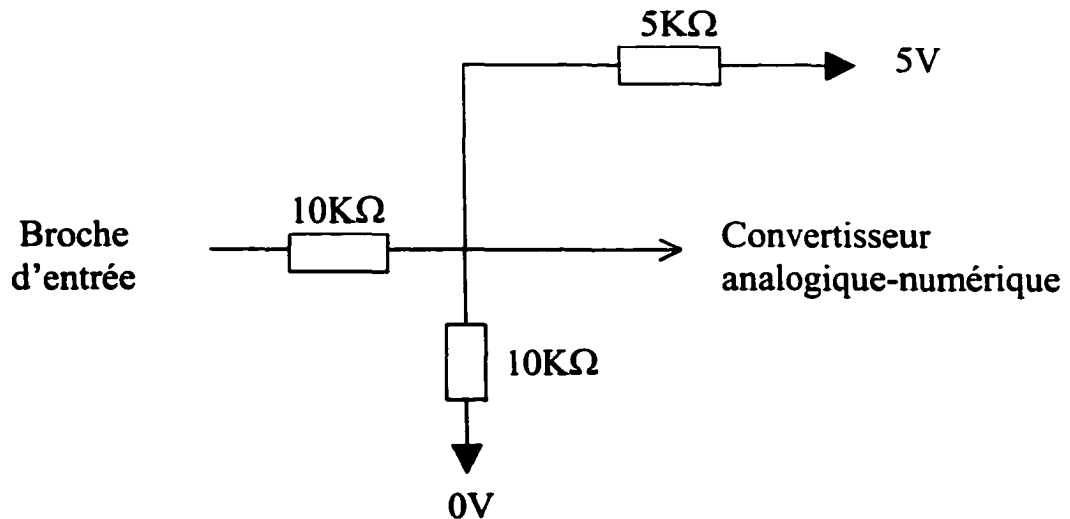 5KΩ
5V
10KΩ
Broche
d'entrée
Convertisseur
analogique-numérique
10KΩ
0V